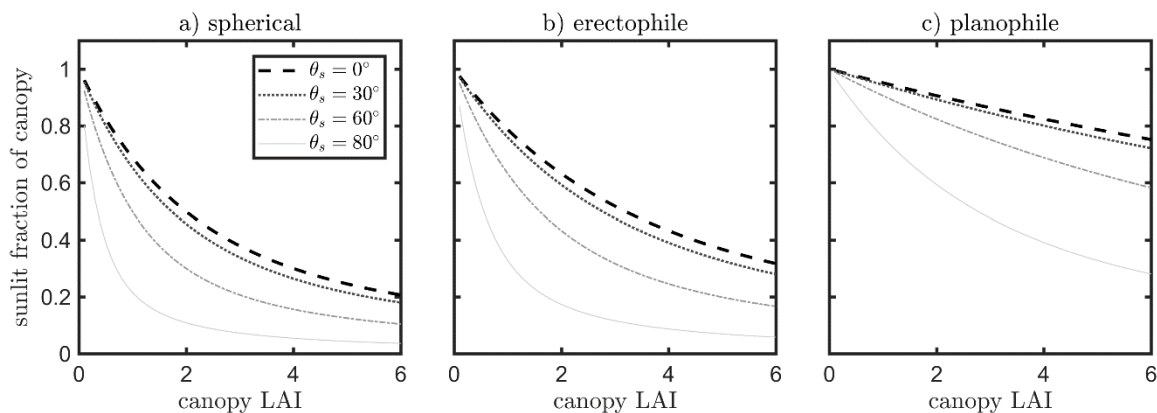 a) spherical
b) erectophile
c) planophile
sunlit fraction of canopy
1
0.8
0.6
0.4
0.2
0
θs = 0°
θs = 30°
θs = 60°
θs = 80°
0 2 4 6
0 2 4 6
0 2 4 6
canopy LAI
canopy LAI
canopy LAI